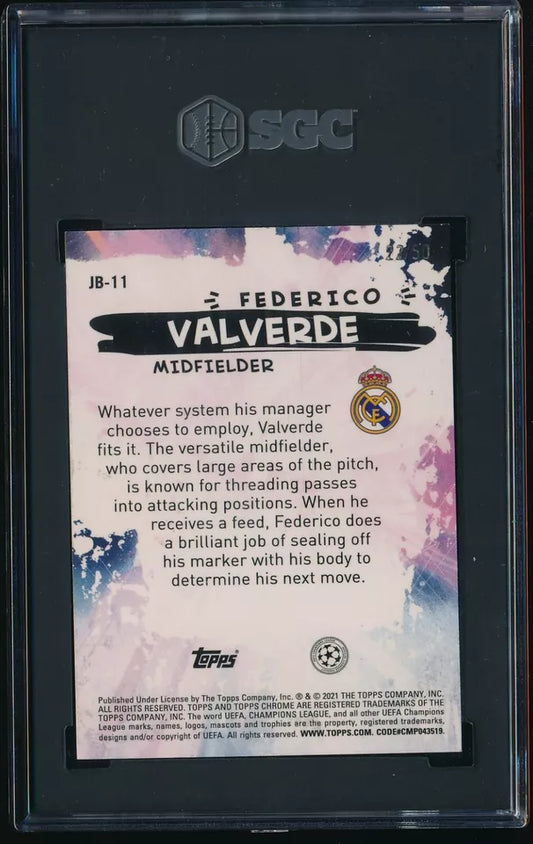 SGC
JB-11
FEDERICO
VALVERDE
MIDFIELDER
Whatever system his manager
chooses to employ, Valverde
fits it. The versatile midfielder,
who covers large areas of the pitch,
is known for threading passes
into attacking positions. When he
receives a feed, Federico does
a brilliant job of sealing off
his marker with his body to
determine his next move.
topps
Published Under License by The Topps Company, Inc. ® & © 2021 THE TOPPS COMPANY, INC.
ALL RIGHTS RESERVED. TOPPS AND TOPPS CHROME ARE REGISTERED TRADEMARKS OF THE
TOPPS COMPANY, INC. The word UEFA, CHAMPIONS LEAGUE, and all other UEFA Champions
League marks, names, logos, mascots and trophies are the property, registered trademarks,
designs and/or copyright of UEFA. All rights reserved. WWW.TOPPS.COM. CODE#CMP043519.